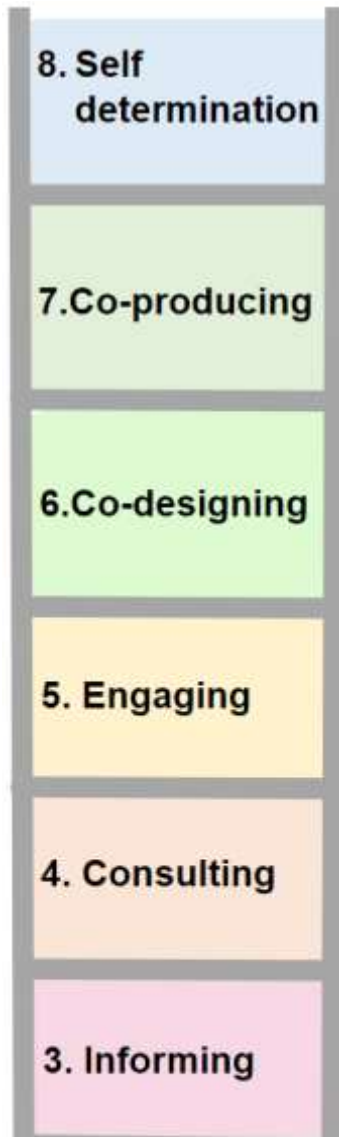 8. Self
determination
7.Co-producing
6.Co-designing
5. Engaging
4. Consulting
3. Informing